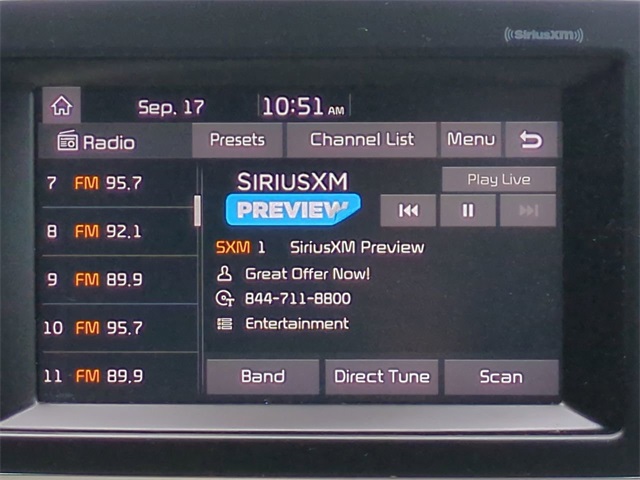 ((SiriusXM))
Sep. 17 10:51 AM
Radio Presets Channel List Menu
7 FM 95.7
8 FM 92.1
9 FM 89.9
10 FM 95.7
11 FM 89.9
SIRIUSXM
PREVIEW
Play Live
SXM 1 SiriusXM Preview
Great Offer Now!
844-711-8800
Entertainment
Band Direct Tune Scan